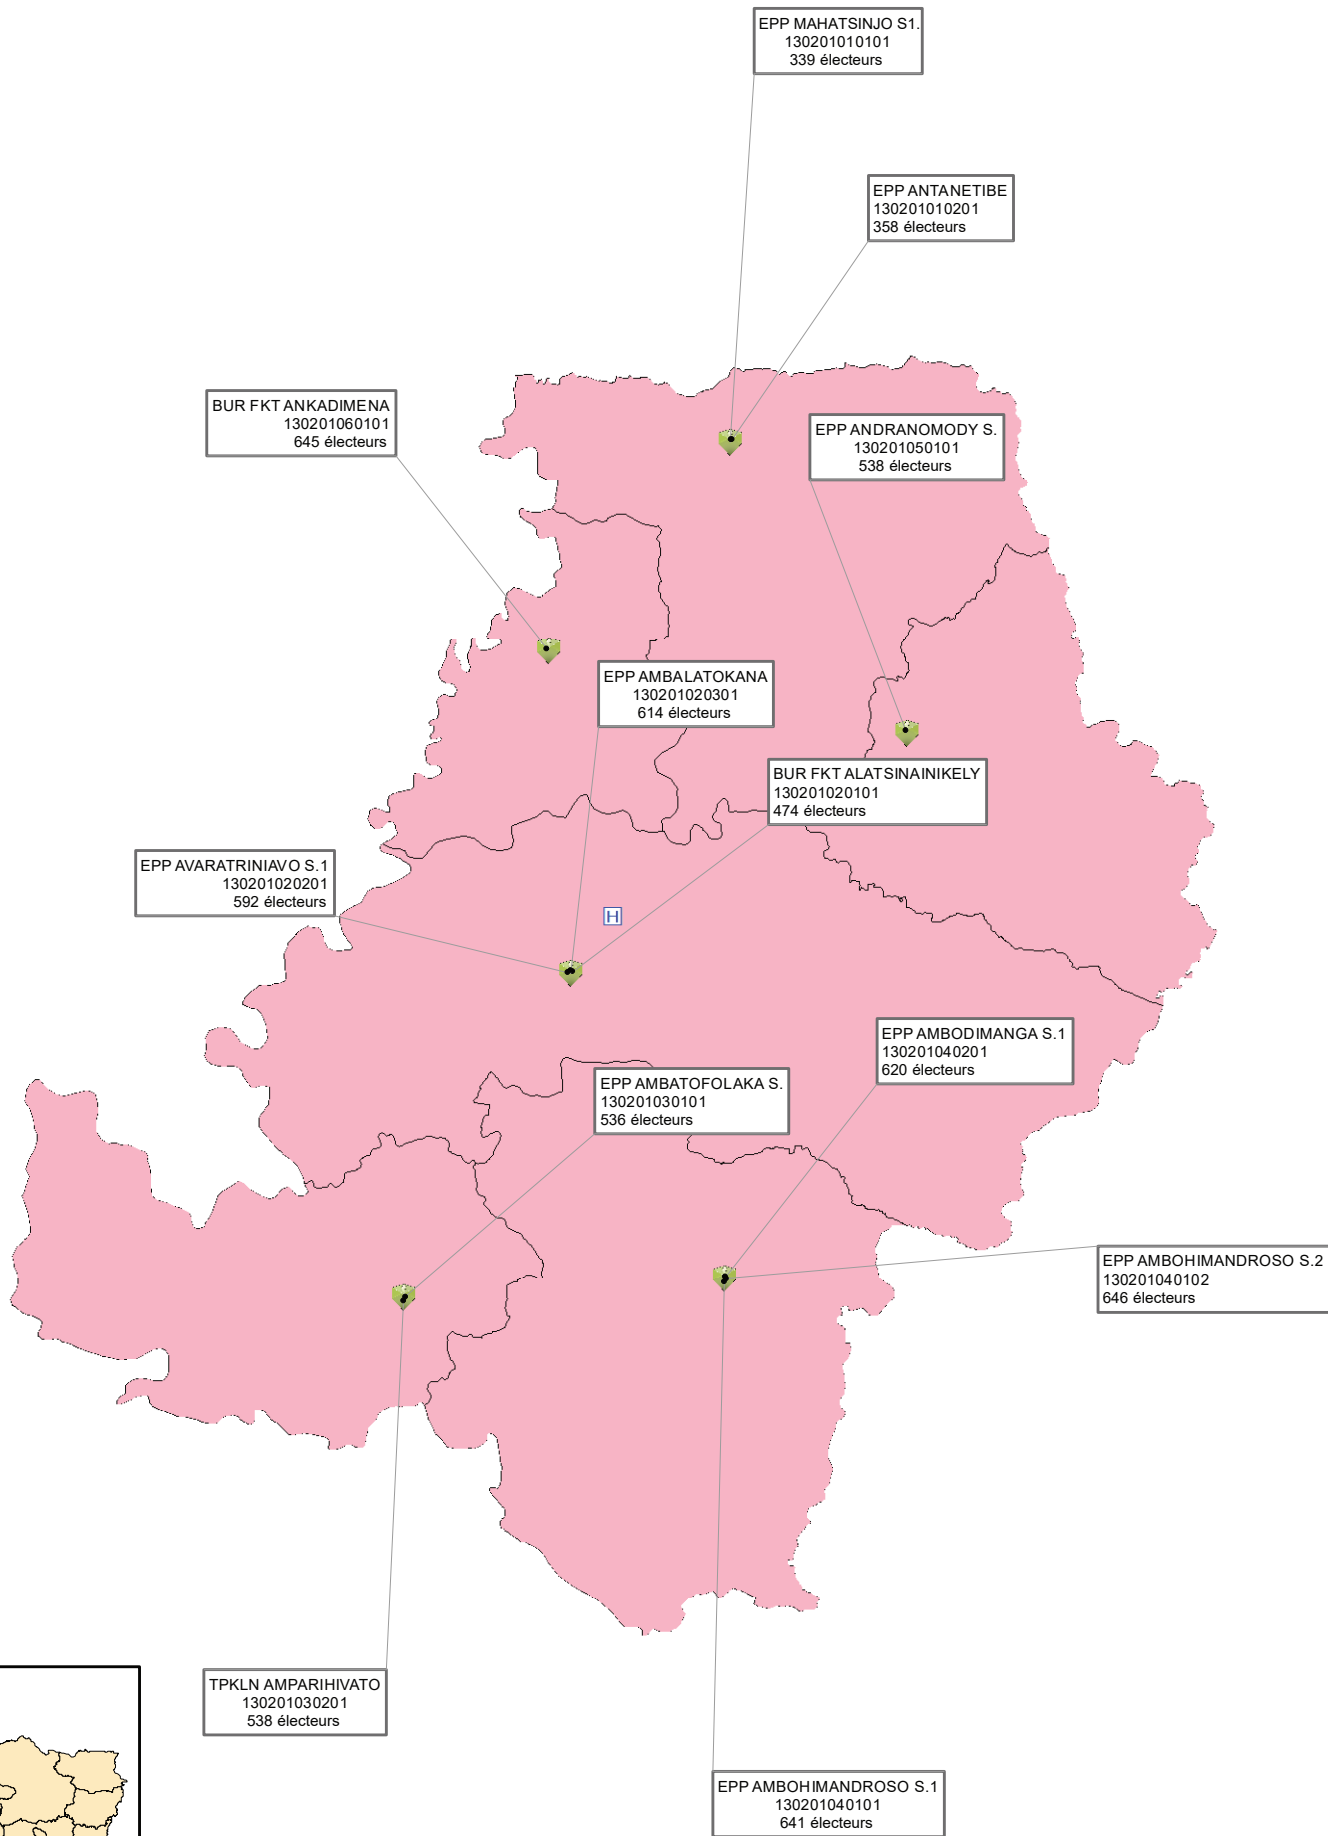 EPP MAHATSINJO S1.
130201010101
339 électeurs
EPP ANTANETIBE
130201010201
358 électeurs
BUR FKT ANKADIMENA
130201060101
645 électeurs
EPP ANDRANOMODY S.
130201050101
538 électeurs
EPP AMBALATOKANA
130201020301
614 électeurs
BUR FKT ALATSINAINIKELY
130201020101
474 électeurs
EPP AVARATRINIAVO S.1
130201020201
592 électeurs
H
EPP AMBODIMANGA S.1
130201040201
620 électeurs
EPP AMBATOFOLAKA S.
130201030101
536 électeurs
EPP AMBOHIMANDROSO S.2
130201040102
646 électeurs
TPKLN AMPARIHIVATO
130201030201
538 électeurs
EPP AMBOHIMANDROSO S.1
130201040101
641 électeurs